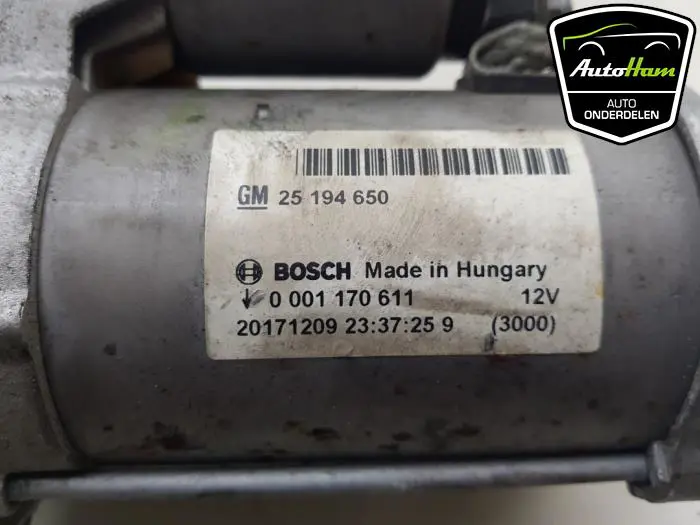 AutoHam
AUTO
ONDERDELEN
GM 25 194 650
BOSCH Made in Hungary
0 001 170 611 12V
20171209 23:37:25 9 (3000)